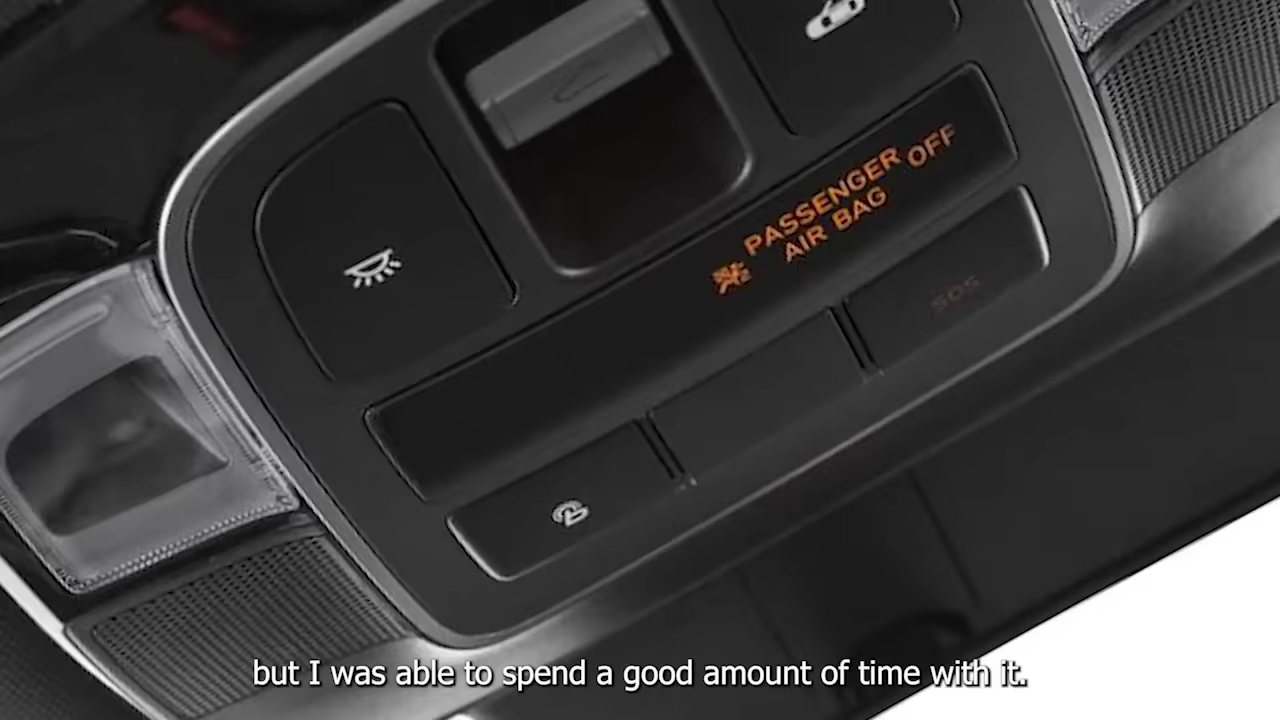 PASSENGER OFF
AIR BAG
SOS
but I was able to spend a good amount of time with it.